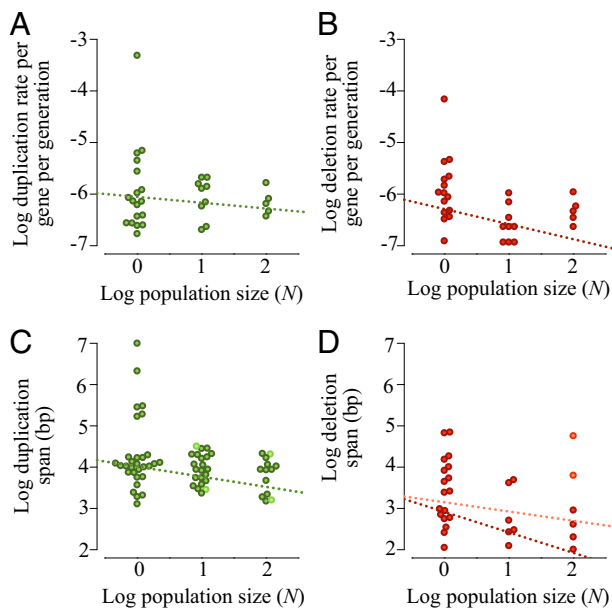 A
Log duplication rate per
gene per generation
-3
-4
-5
-6
-7
0 1 2
Log population size (N)
B
Log deletion rate per
gene per generation
-3
-4
-5
-6
-7
0 1 2
Log population size (N)
C
Log duplication
span (bp)
7
6
5
4
3
2
0 1 2
Log population size (N)
D
Log deletion
span (bp)
7
6
5
4
3
2
0 1 2
Log population size (N)